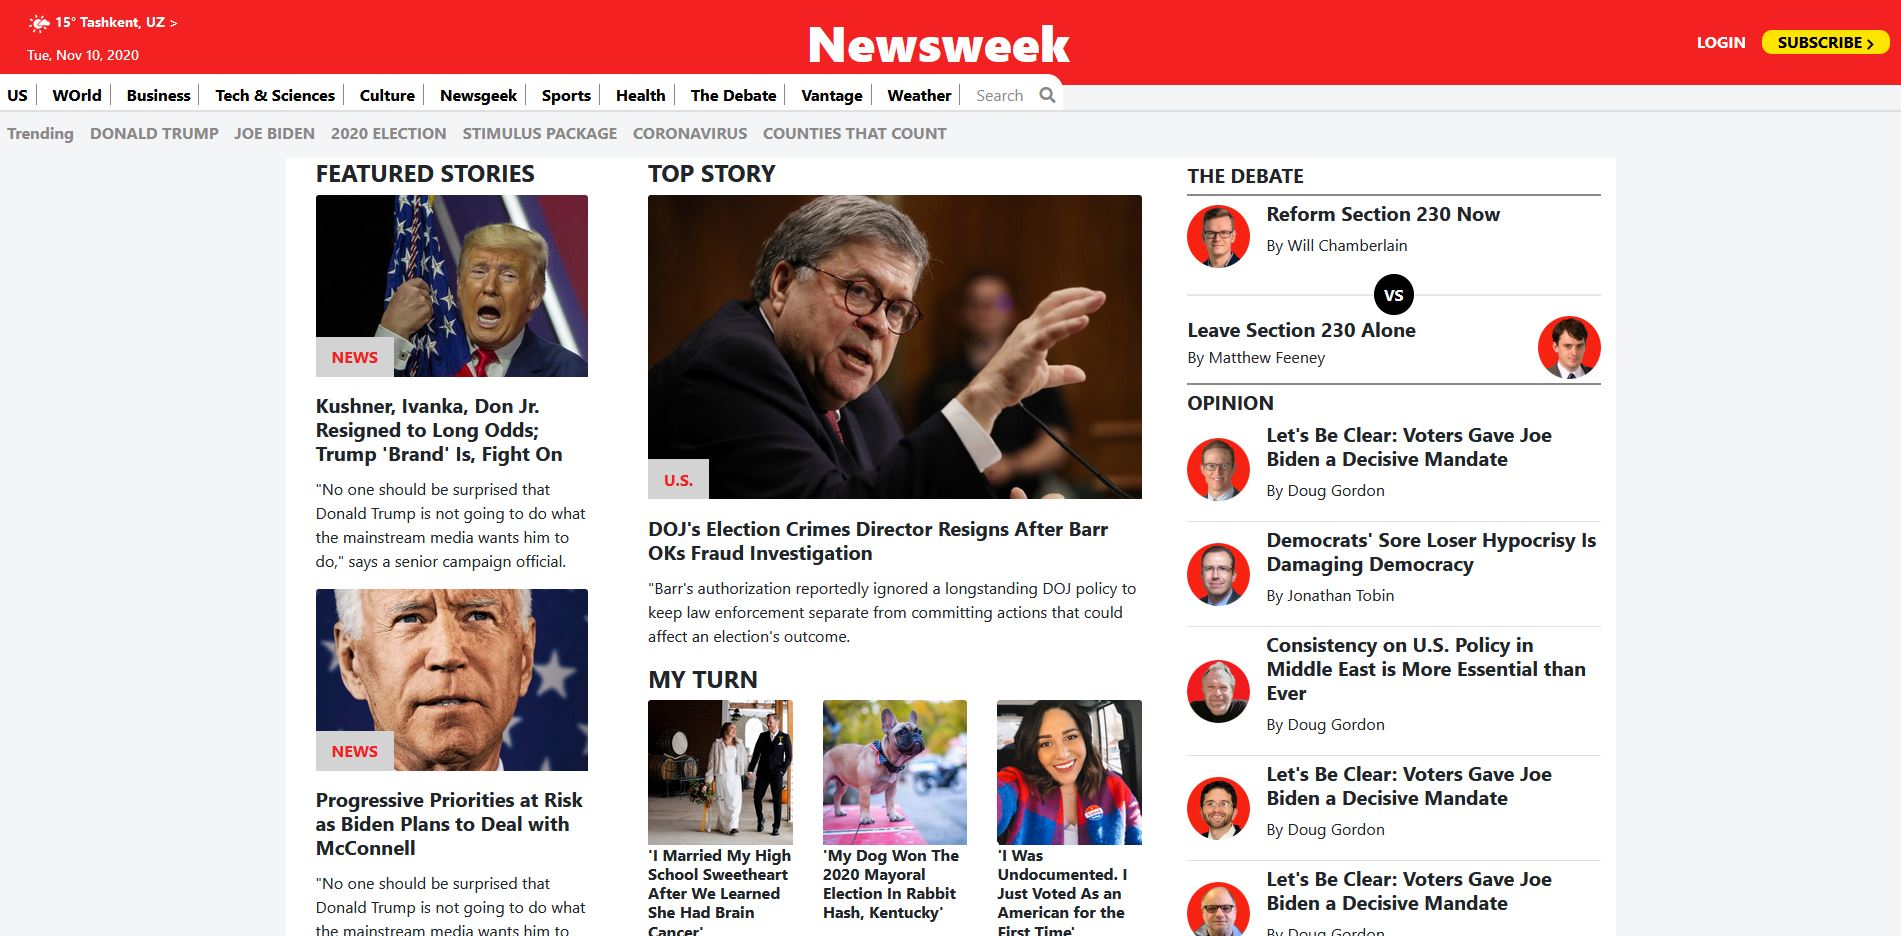 15° Tashkent, UZ >
Tue, Nov 10, 2020
Newsweek
LOGIN
SUBSCRIBE >
US
WOrld
Business
Tech & Sciences
Culture
Newsgeek
Sports
Health
The Debate
Vantage
Weather
Search
Trending
DONALD TRUMP
JOE BIDEN
2020 ELECTION
STIMULUS PACKAGE
CORONAVIRUS
COUNTIES THAT COUNT
FEATURED STORIES
NEWS
Kushner, Ivanka, Don Jr.
Resigned to Long Odds;
Trump 'Brand' Is, Fight On
"No one should be surprised that
Donald Trump is not going to do what
the mainstream media wants him to
do," says a senior campaign official.
NEWS
Progressive Priorities at Risk
as Biden Plans to Deal with
McConnell
"No one should be surprised that
Donald Trump is not going to do what
the mainstream media wants him to
TOP STORY
U.S.
DOJ's Election Crimes Director Resigns After Barr
OKs Fraud Investigation
"Barr's authorization reportedly ignored a longstanding DOJ policy to
keep law enforcement separate from committing actions that could
affect an election's outcome.
MY TURN
'I Married My High
School Sweetheart
After We Learned
She Had Brain
Cancer'
'My Dog Won The
2020 Mayoral
Election In Rabbit
Hash, Kentucky'
'I Was
Undocumented. I
Just Voted As an
American for the
First Time'
THE DEBATE
Reform Section 230 Now
By Will Chamberlain
VS
Leave Section 230 Alone
By Matthew Feeney
OPINION
Let's Be Clear: Voters Gave Joe
Biden a Decisive Mandate
By Doug Gordon
Democrats' Sore Loser Hypocrisy Is
Damaging Democracy
By Jonathan Tobin
Consistency on U.S. Policy in
Middle East is More Essential than
Ever
By Doug Gordon
Let's Be Clear: Voters Gave Joe
Biden a Decisive Mandate
By Doug Gordon
Let's Be Clear: Voters Gave Joe
Biden a Decisive Mandate
By Doug Gordon